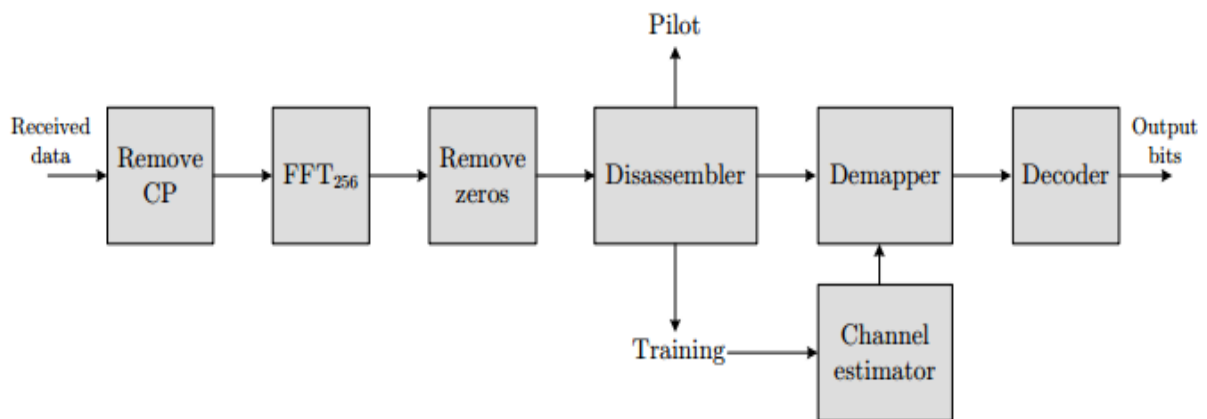 Pilot
Received
data
Remove
CP
FFT₂₅₆
Remove
zeros
Disassembler
Demapper
Decoder
Output
bits
Training
Channel
estimator